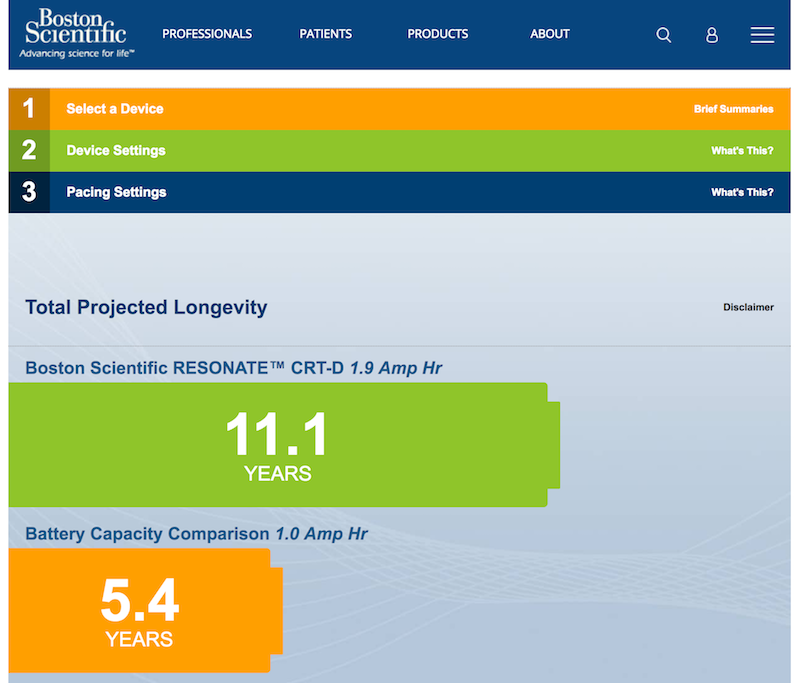 Boston
Scientific
Advancing science for life™
PROFESSIONALS PATIENTS PRODUCTS ABOUT
1 Select a Device Brief Summaries
2 Device Settings What's This?
3 Pacing Settings What's This?
Total Projected Longevity Disclaimer
Boston Scientific RESONATE™ CRT-D 1.9 Amp Hr
11.1
YEARS
Battery Capacity Comparison 1.0 Amp Hr
5.4
YEARS